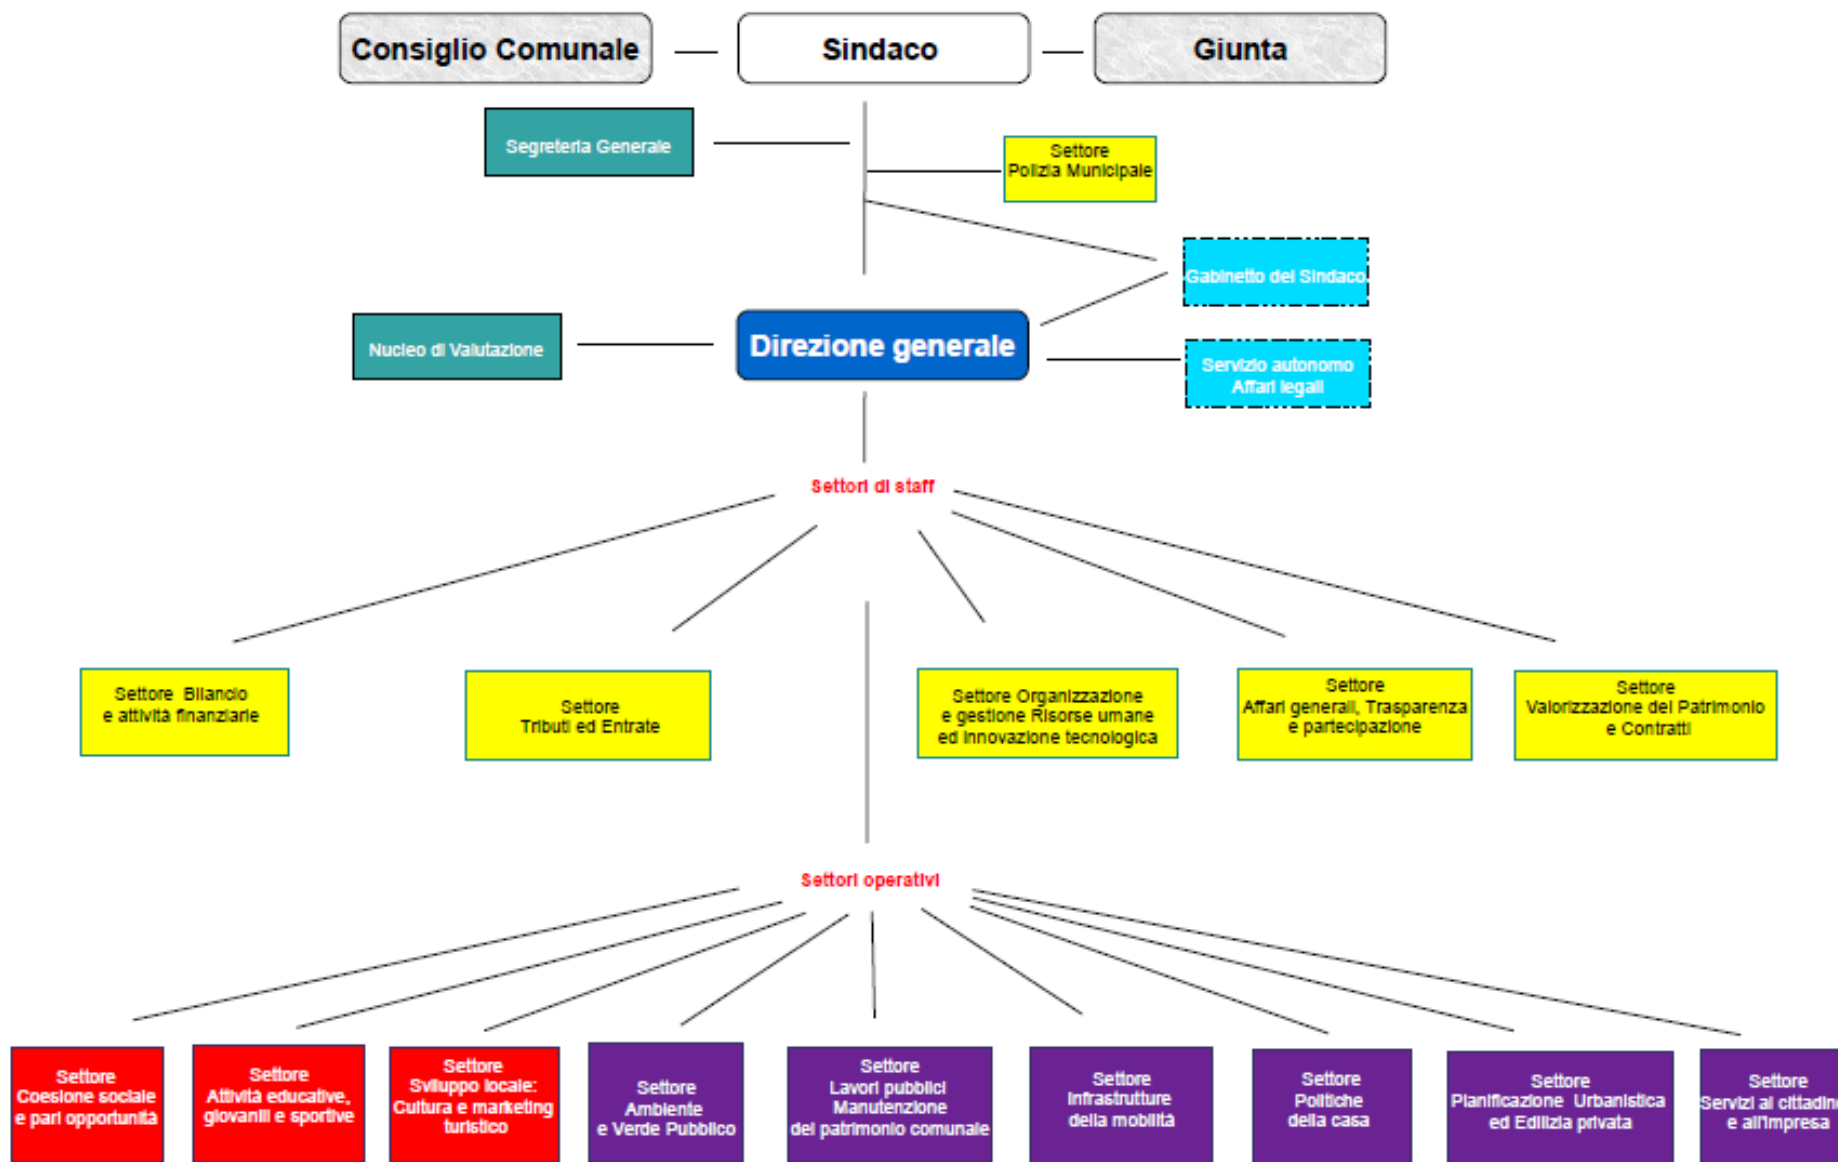 Consiglio Comunale
Sindaco
Giunta
Segreteria Generale
Settore
Polizia Municipale
Gabinetto del Sindaco
Nucleo di Valutazione
Direzione generale
Servizio autonomo
Affari legali
Settori di staff
Settore Bilancio
e attività finanziarie
Settore
Tributi ed Entrate
Settore Organizzazione
e gestione Risorse umane
ed innovazione tecnologica
Settore
Affari generali, Trasparenza
e partecipazione
Settore
Valorizzazione del Patrimonio
e Contratti
Settori operativi
Settore
Coesione sociale
e pari opportunità
Settore
Attività educative,
giovanili e sportive
Settore
Sviluppo locale:
Cultura e marketing
turistico
Settore
Ambiente
e Verde Pubblico
Settore
Lavori pubblici
Manutenzione
del patrimonio comunale
Settore
Infrastrutture
della mobilità
Settore
Politiche
della casa
Settore
Pianificazione Urbanistica
ed Edilizia privata
Settore
Servizi al cittadino
e all'impresa